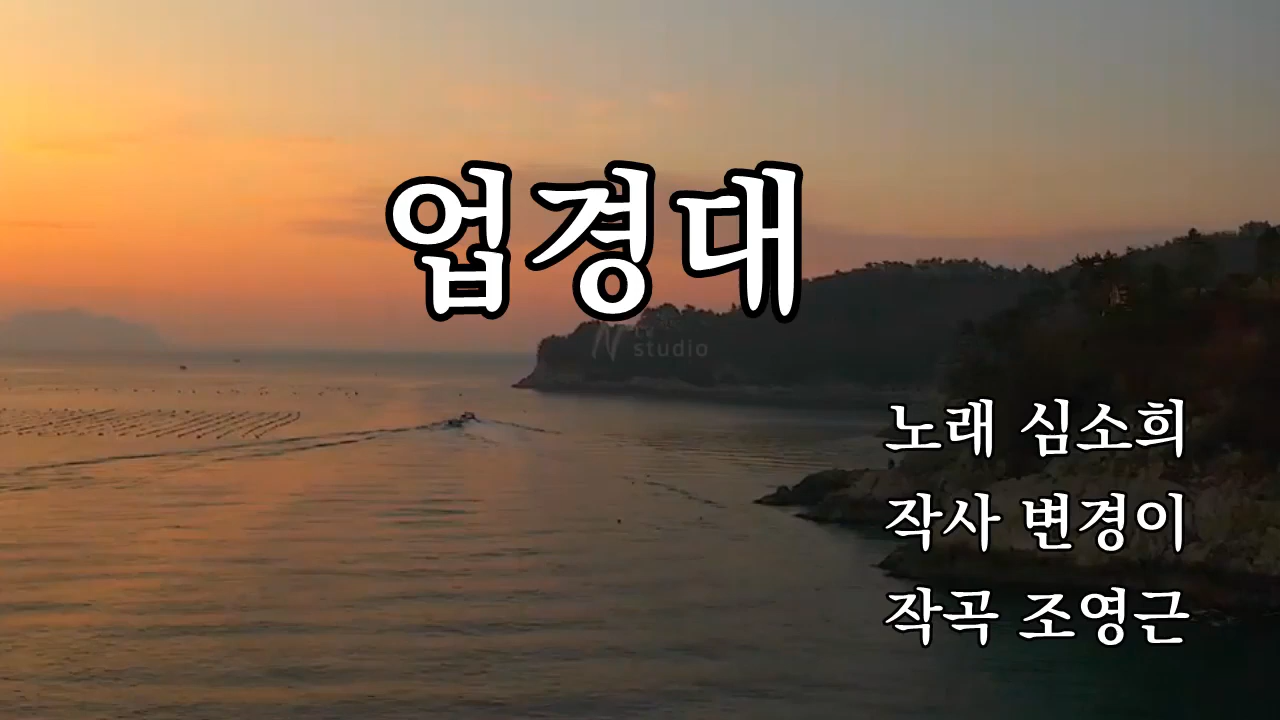 업경대
N studio
노래 심소희
작사 변경이
작곡 조영근